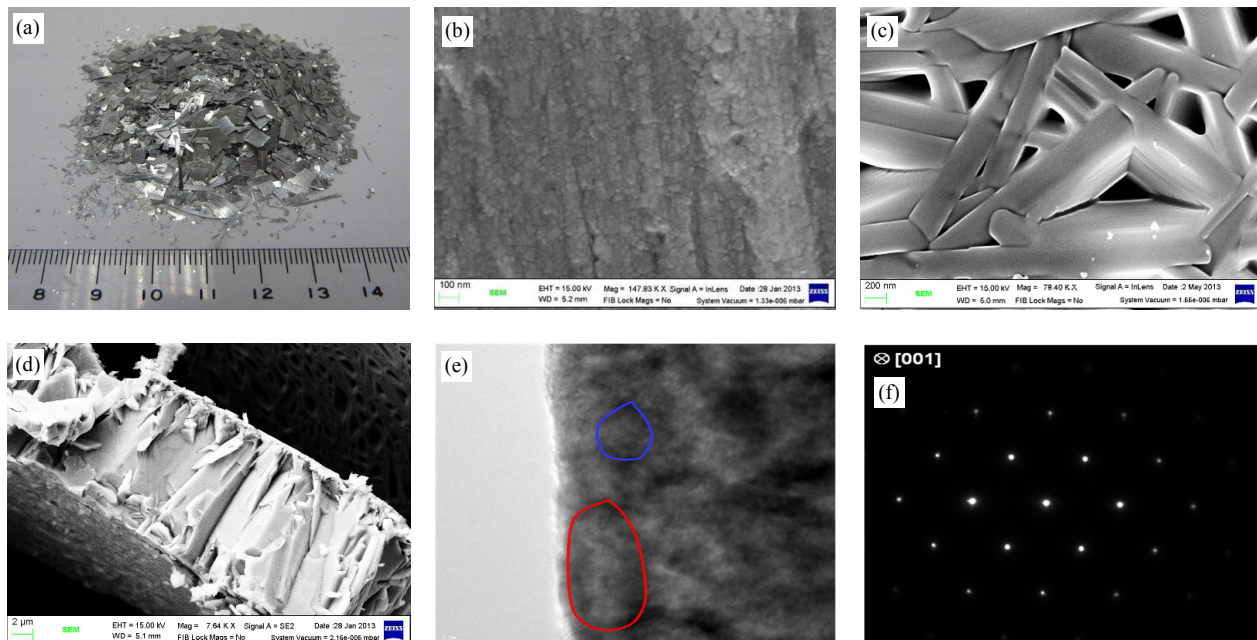 (a)
8 9 10 11 12 13 14
(b)
100 nm
SEM
EHT = 15.00 kV Mag = 147.83 K X Signal A = InLens Date :28 Jan 2013
WD = 5.2 mm FIB Lock Mags = No System Vacuum = 1.33e-006 mbar
ZEISS
(c)
200 nm
SEM
EHT = 15.00 kV Mag = 78.40 K X Signal A = InLens Date :2 May 2013
WD = 6.0 mm FIB Lock Mags = No System Vacuum = 1.66e-006 mbar
ZEISS
(d)
2 µm
SEM
EHT = 15.00 kV Mag = 7.64 K X Signal A = SE2 Date :28 Jan 2013
WD = 5.1 mm FIB Lock Mags = No System Vacuum = 2.16e-006 mbar
ZEISS
(e)
⊗ [001]
(f)